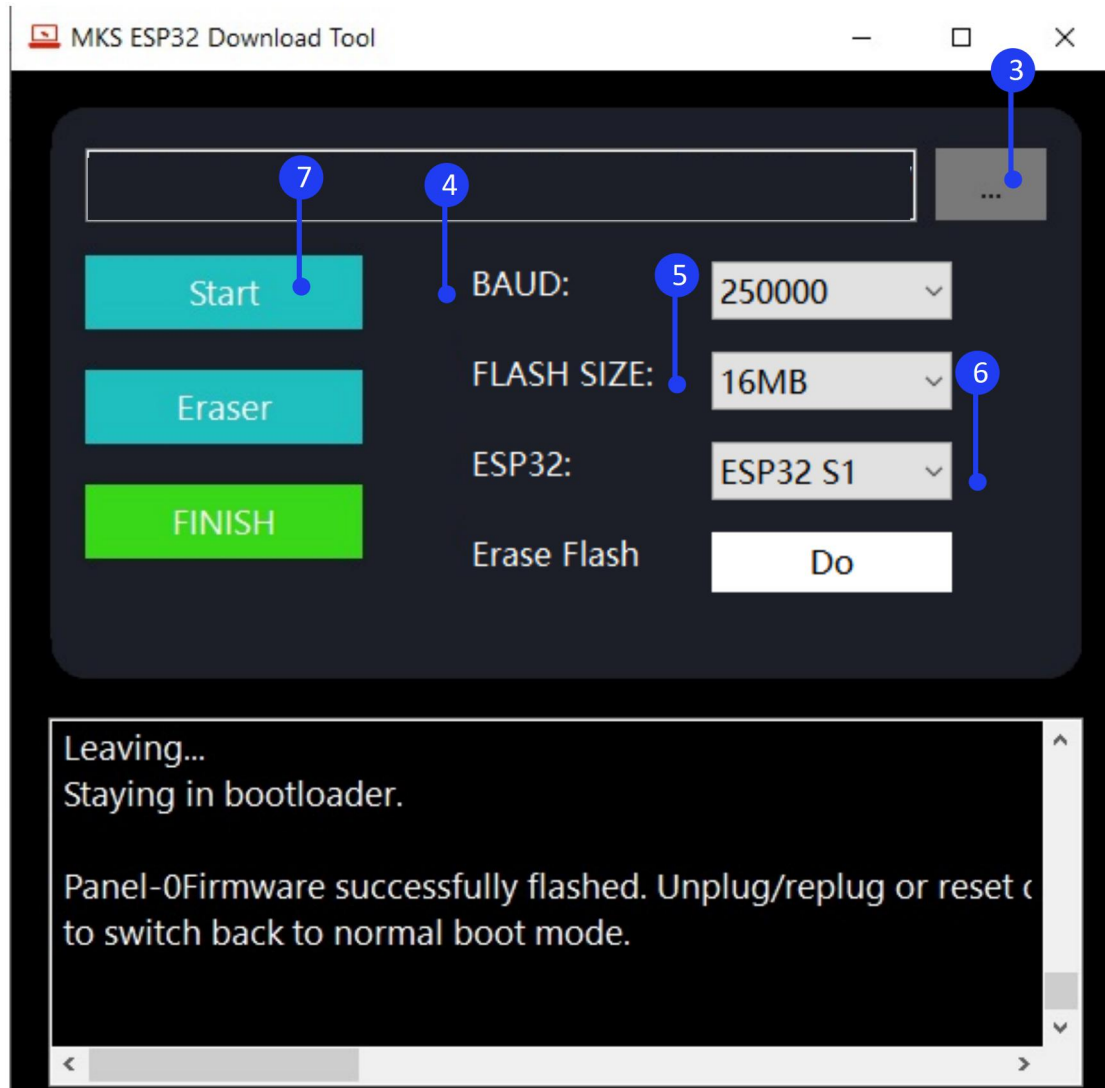 MKS ESP32 Download Tool
3
...
7
4
Start
BAUD:
5
250000
Eraser
FLASH SIZE:
16MB
6
ESP32:
ESP32 S1
FINISH
Erase Flash
Do
Leaving...
Staying in bootloader.
Panel-0Firmware successfully flashed. Unplug/replug or reset
to switch back to normal boot mode.